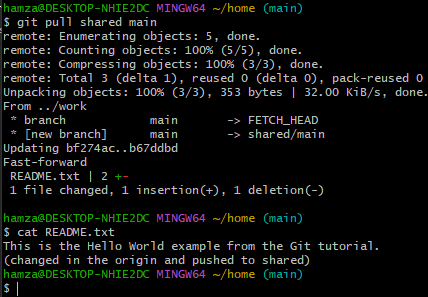 hamza@DESKTOP-NHIE2DC MINGW64 ~/home (main)
$ git pull shared main
remote: Enumerating objects: 5, done.
remote: Counting objects: 100% (5/5), done.
remote: Compressing objects: 100% (3/3), done.
remote: Total 3 (delta 1), reused 0 (delta 0), pack-reused 0
Unpacking objects: 100% (3/3), 353 bytes | 32.00 KiB/s, done.
From ../work
 * branch            main       -> FETCH_HEAD
 * [new branch]      main       -> shared/main
Updating bf274ac..b67ddbd
Fast-forward
 README.txt | 2 +-
 1 file changed, 1 insertion(+), 1 deletion(-)
hamza@DESKTOP-NHIE2DC MINGW64 ~/home (main)
$ cat README.txt
This is the Hello World example from the Git tutorial.
(changed in the origin and pushed to shared)
hamza@DESKTOP-NHIE2DC MINGW64 ~/home (main)
$